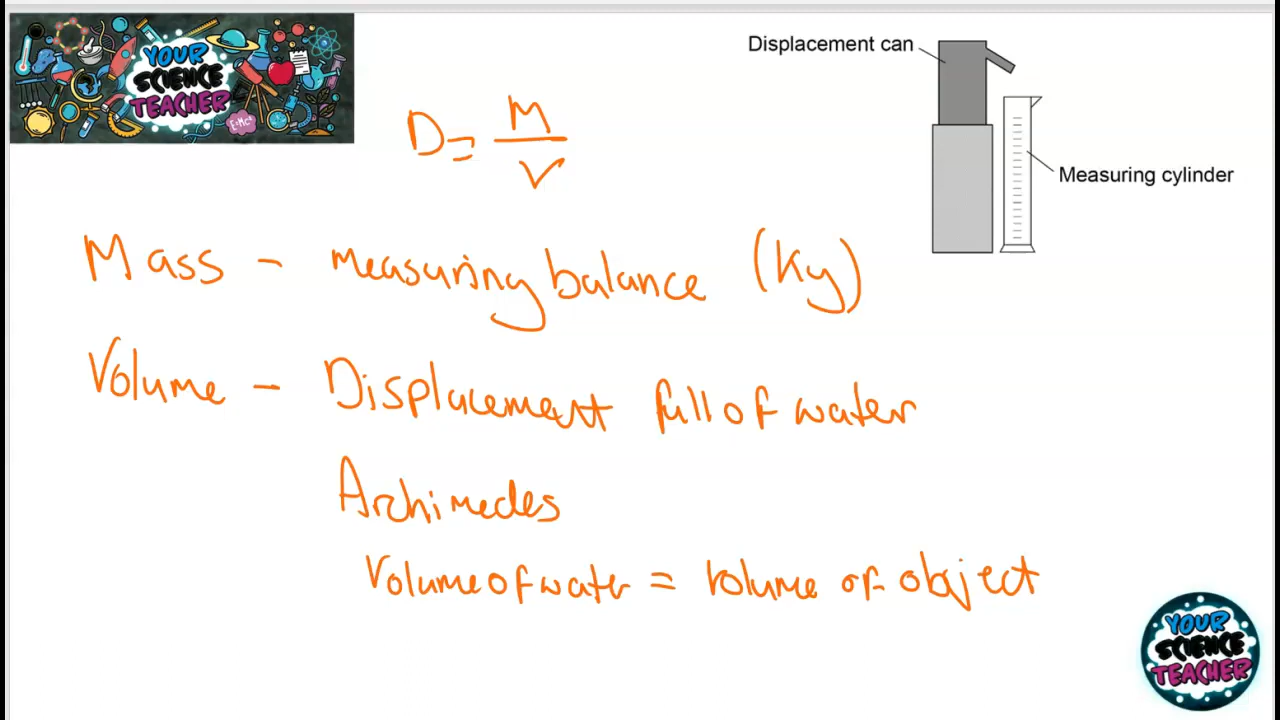 YOUR
SCIENCE
TEACHER
E=MC²
Displacement can
Measuring cylinder
D = M
V
Mass - measuring balance (Kg)
Volume - Displacement full of water
Archimedes
Volume of water = volume of object
YOUR
SCIENCE
TEACHER